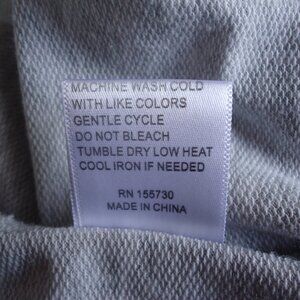 MACHINE WASH COLD
WITH LIKE COLORS
GENTLE CYCLE
DO NOT BLEACH
TUMBLE DRY LOW HEAT
COOL IRON IF NEEDED
RN 155730
MADE IN CHINA